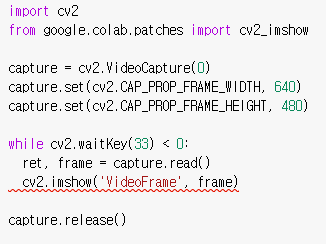 import cv2
from google.colab.patches import cv2_imshow
capture = cv2.VideoCapture(0)
capture.set(cv2.CAP_PROP_FRAME_WIDTH, 640)
capture.set(cv2.CAP_PROP_FRAME_HEIGHT, 480)
while cv2.waitKey(33) < 0:
  ret, frame = capture.read()
  cv2.imshow('VideoFrame', frame)
capture.release()